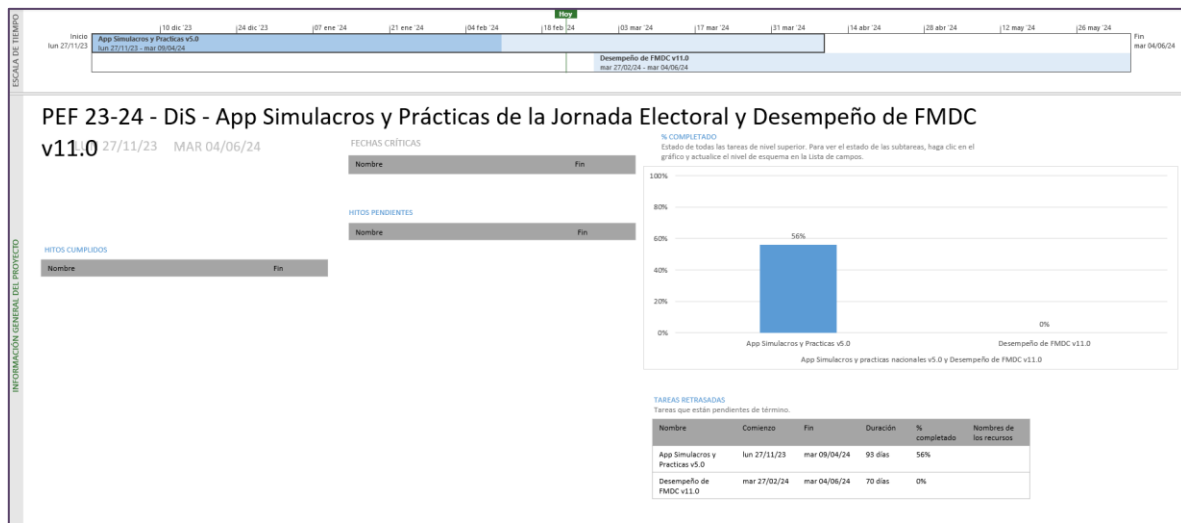 ESCALA DE TIEMPO
Hoy
10 dic '23 24 dic '23 07 ene '24 21 ene '24 04 feb '24 18 feb '24 03 mar '24 17 mar '24 31 mar '24 14 abr '24 28 abr '24 12 may '24 26 may '24
Inicio
lun 27/11/23
App Simulacros y Practicas v5.0
lun 27/11/23 - mar 09/04/24
Fin
mar 04/06/24
Desempeño de FMDC v11.0
mar 27/02/24 - mar 04/06/24
INFORMACIÓN GENERAL DEL PROYECTO
PEF 23-24 - DiS - App Simulacros y Prácticas de la Jornada Electoral y Desempeño de FMDC
v11.0
LUN 27/11/23 MAR 04/06/24
FECHAS CRÍTICAS
Nombre Fin
HITOS PENDIENTES
Nombre Fin
HITOS CUMPLIDOS
Nombre Fin
% COMPLETADO
Estado de todas las tareas de nivel superior. Para ver el estado de las subtareas, haga clic en el
gráfico y actualice el nivel de esquema en la Lista de campos.
100%
80%
60%
40%
20%
0%
56%
0%
App Simulacros y Practicas v5.0 Desempeño de FMDC v11.0
App Simulacros y practicas nacionales v5.0 y Desempeño de FMDC v11.0
TAREAS RETRASADAS
Tareas que están pendientes de término.
Nombre Comienzo Fin Duración % completado Nombres de los recursos
App Simulacros y Practicas v5.0 lun 27/11/23 mar 09/04/24 93 días 56%
Desempeño de FMDC v11.0 mar 27/02/24 mar 04/06/24 70 días 0%